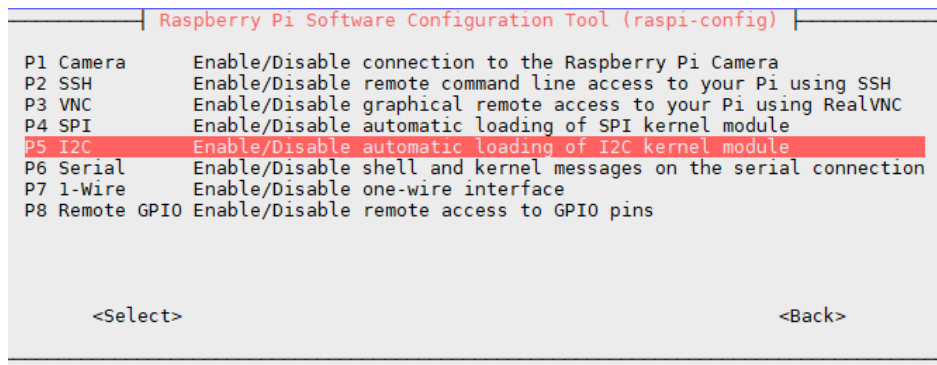 Raspberry Pi Software Configuration Tool (raspi-config)
P1 Camera Enable/Disable connection to the Raspberry Pi Camera
P2 SSH Enable/Disable remote command line access to your Pi using SSH
P3 VNC Enable/Disable graphical remote access to your Pi using RealVNC
P4 SPI Enable/Disable automatic loading of SPI kernel module
P5 I2C Enable/Disable automatic loading of I2C kernel module
P6 Serial Enable/Disable shell and kernel messages on the serial connection
P7 1-Wire Enable/Disable one-wire interface
P8 Remote GPIO Enable/Disable remote access to GPIO pins
<Select> <Back>